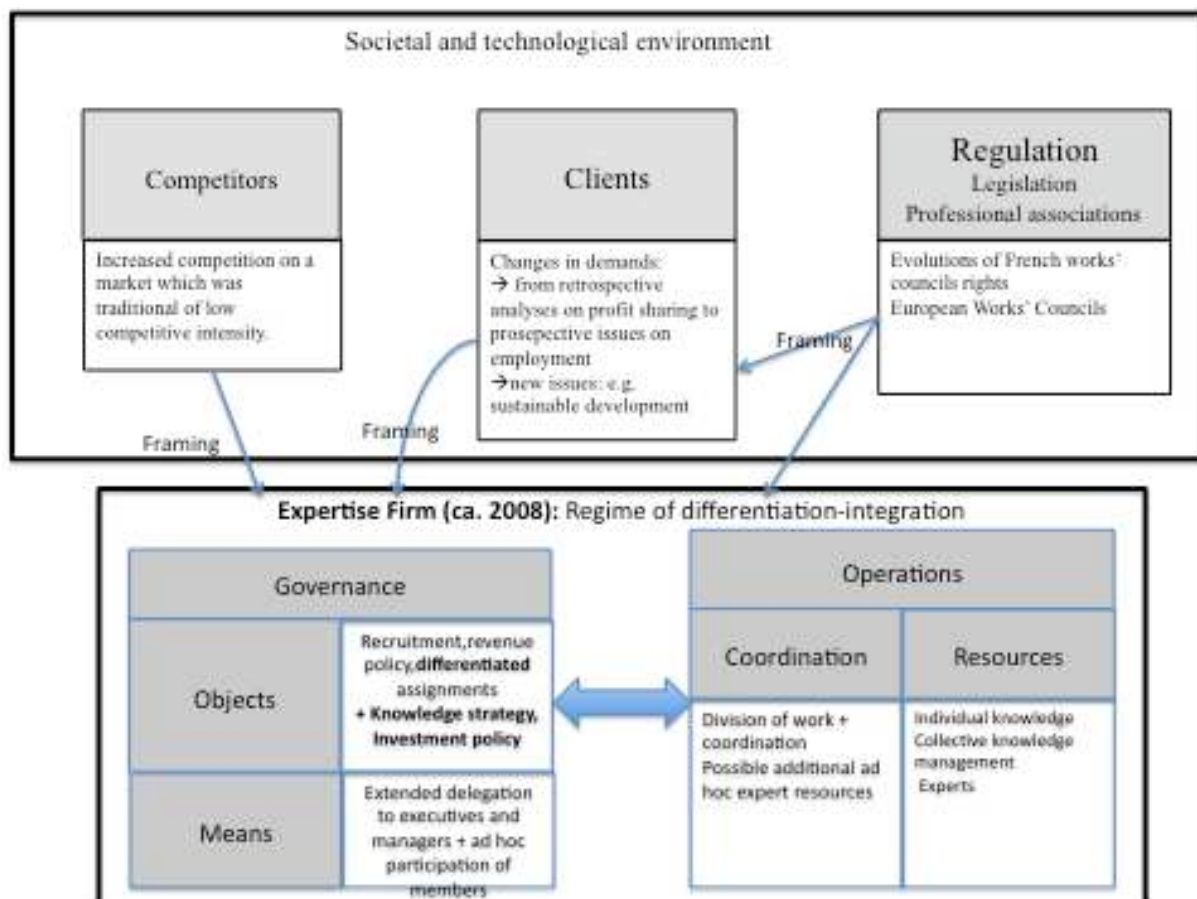 Societal and technological environment
Competitors
Increased competition on a
market which was
traditional of low
competitive intensity.
Clients
Changes in demands:
→ from retrospective
analyses on profit sharing to
prosepective issues on
employment
→new issues: e.g.
sustainable development
Regulation
Legislation
Professional associations
Evolutions of French works’
councils rights
European Works’ Councils
Framing
Framing
Framing
Expertise Firm (ca. 2008): Regime of differentiation-integration
Governance
Objects
Recruitment,revenue
policy,differentiated
assignments
+ Knowledge strategy,
Investment policy
Means
Extended delegation
to executives and
managers + ad hoc
participation of
members
Operations
Coordination
Division of work +
coordination
Possible additional ad
hoc expert resources
Resources
Individual knowledge
Collective knowledge
management
Experts